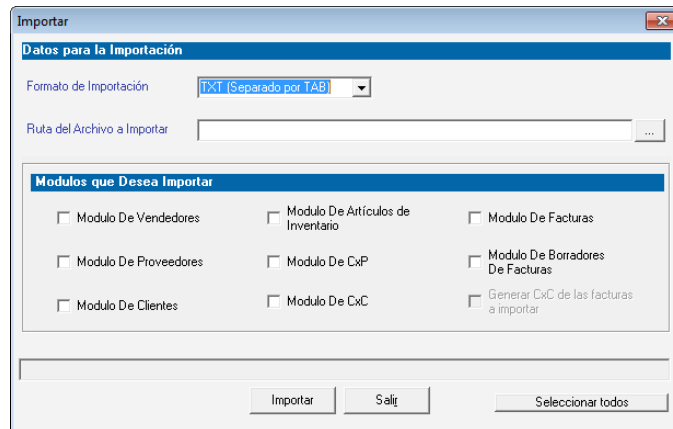 Importar
Datos para la Importación
Formato de Importación
TXT (Separado por TAB)
Ruta del Archivo a Importar
...
Modulos que Desea Importar
Modulo De Vendedores
Modulo De Artículos de
Inventario
Modulo De Facturas
Modulo De Proveedores
Modulo De CxP
Modulo De Borradores
De Facturas
Modulo De Clientes
Modulo De CxC
Generar CxC de las facturas
a importar
Importar
Salir
Seleccionar todos